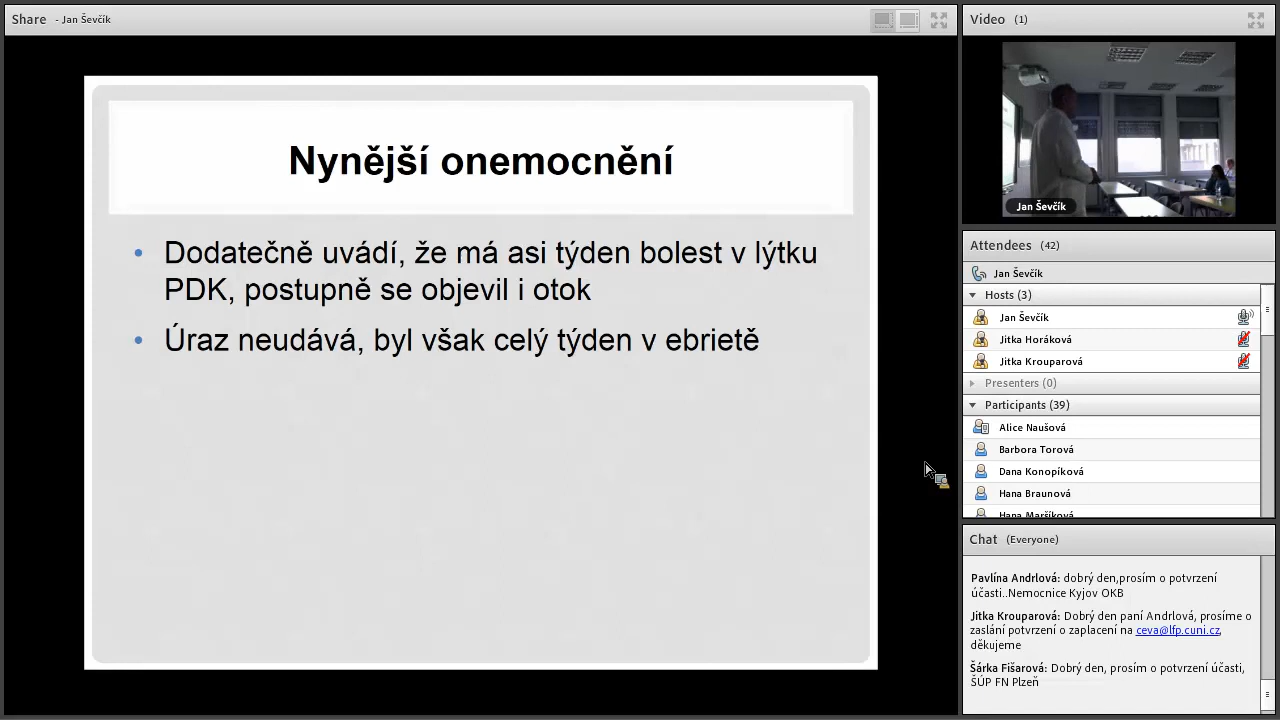 Share - Jan Ševčík
Nynější onemocnění
• Dodatečně uvádí, že má asi týden bolest v lýtku
PDK, postupně se objevil i otok
• Úraz neudává, byl však celý týden v ebrietě
Video (1)
Jan Ševčík
Attendees (42)
Jan Ševčík
Hosts (3)
Jan Ševčík
Jitka Horáková
Jitka Krouparová
Presenters (0)
Participants (39)
Alice Naušová
Barbora Torová
Dana Konopíková
Hana Braunová
Hana Maršíková
Chat (Everyone)
Pavlína Andrlová: dobrý den,prosím o potvrzení
účasti..Nemocnice Kyjov OKB
Jitka Krouparová: Dobrý den paní Andrlová, prosíme o
zaslání potvrzení o zaplacení na ceva@lfp.cuni.cz,
děkujeme
Šárka Fišarová: Dobrý den, prosím o potvrzení účasti,
ŠÚP FN Plzeň